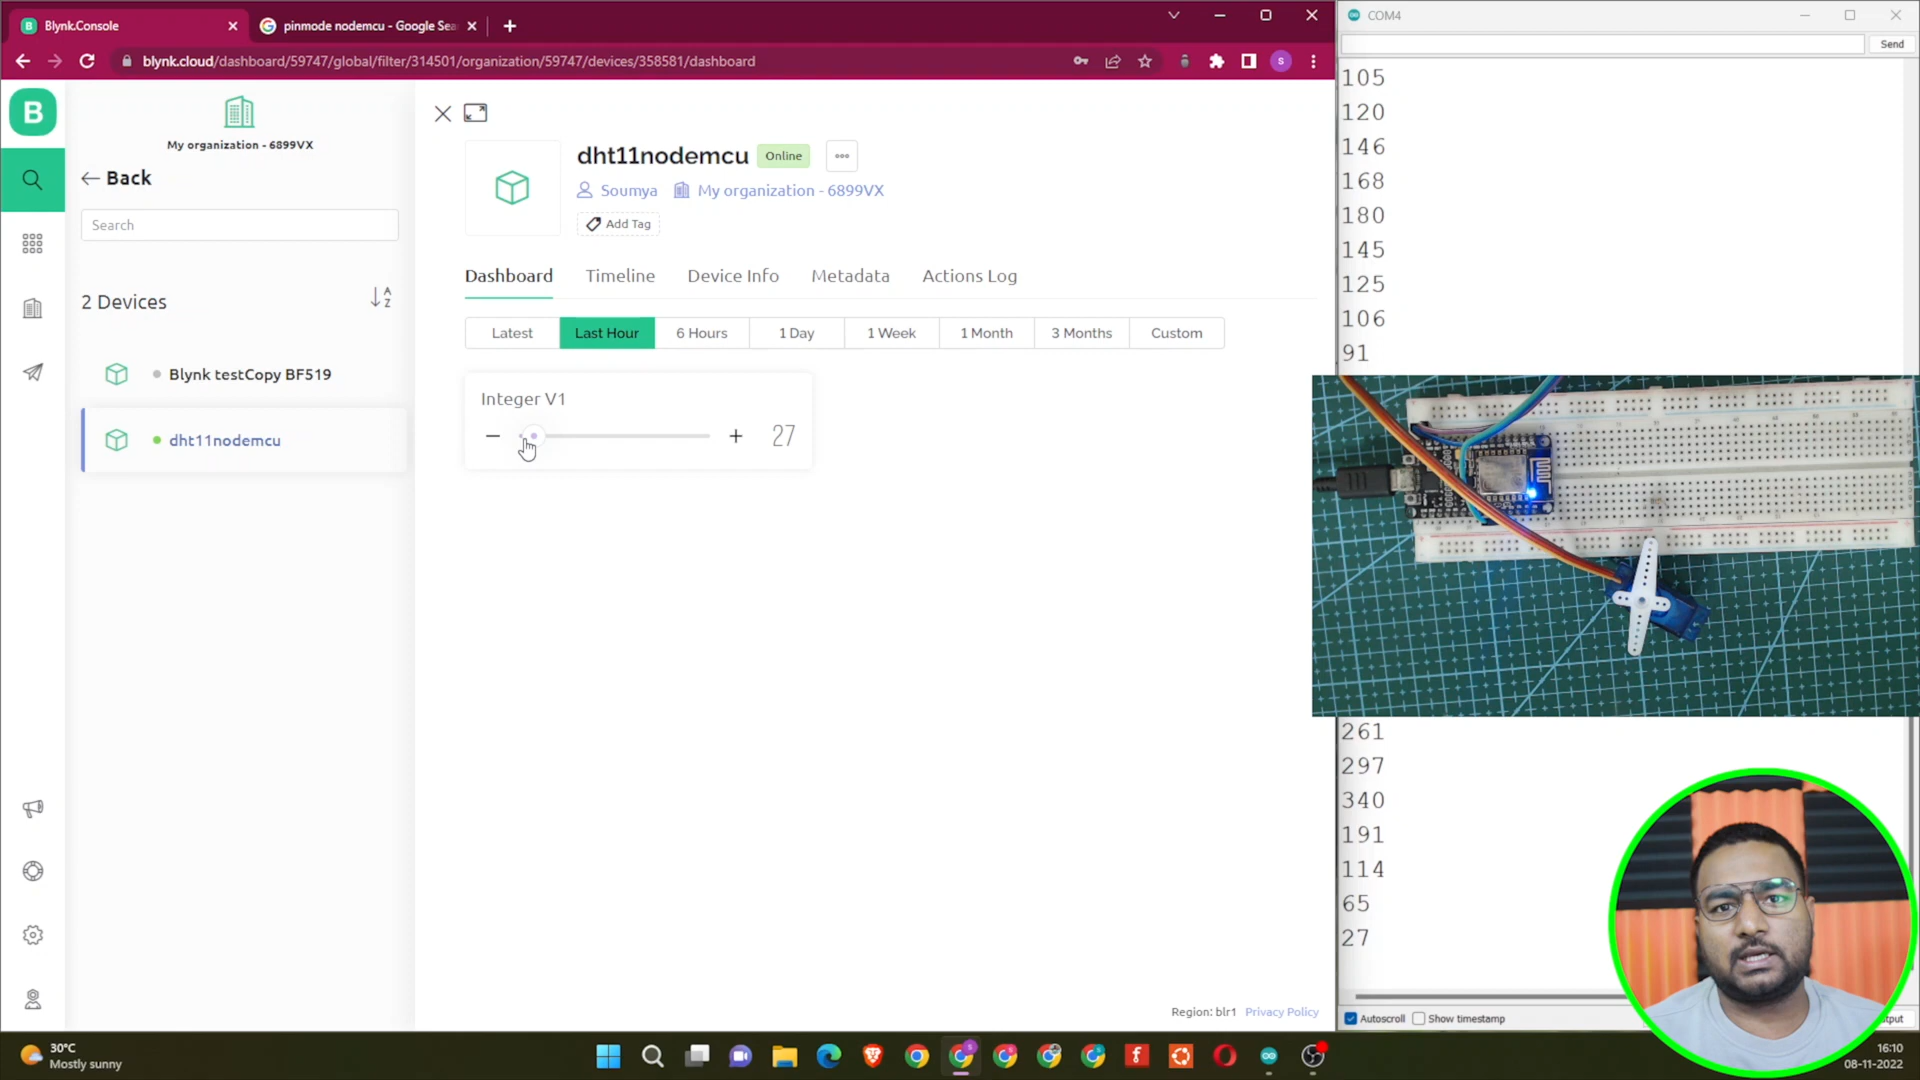 Blynk.Console
pinmode nodemcu - Google Sea
COM4
blynk.cloud/dashboard/59747/global/filter/314501/organization/59747/devices/358581/dashboard
S
Send
B
My organization - 6899VX
Back
Search
2 Devices
A
Z
Blynk testCopy BF519
dht11nodemcu
dht11nodemcu
Online
Soumya
My organization - 6899VX
Add Tag
Dashboard
Timeline
Device Info
Metadata
Actions Log
Latest
Last Hour
6 Hours
1 Day
1 Week
1 Month
3 Months
Custom
Integer V1
27
Region: blr1
Privacy Policy
105
120
146
168
180
145
125
106
91
261
297
340
191
114
65
27
Autoscroll
Show timestamp
tput
30°C
Mostly sunny
16:10
08-11-2022